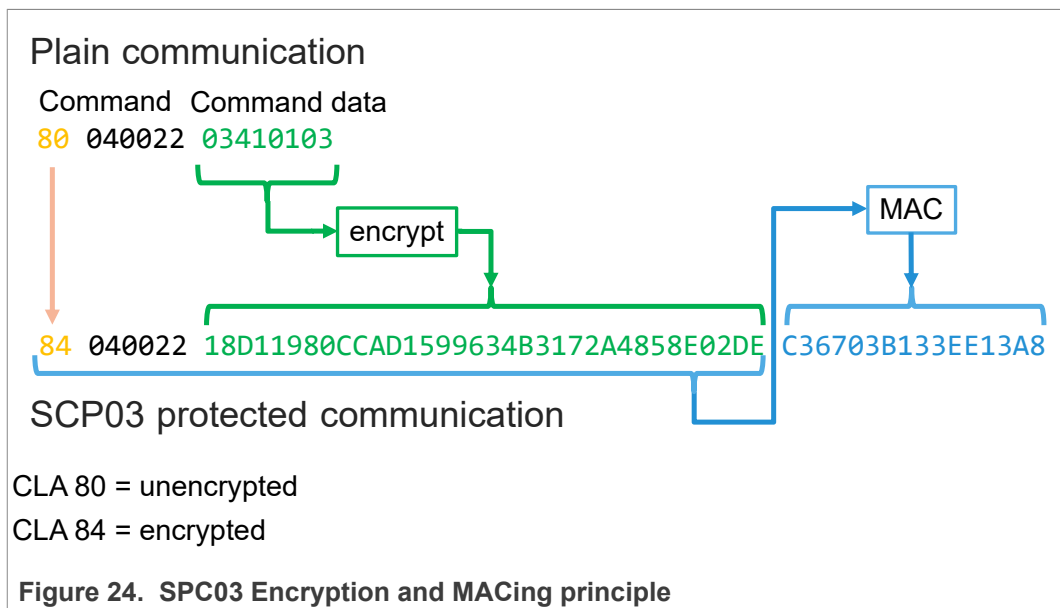 Plain communication
Command Command data
80 040022 03410103
encrypt
MAC
84 040022 18D11980CCAD1599634B3172A4858E02DE C36703B133EE13A8
SCP03 protected communication
CLA 80 = unencrypted
CLA 84 = encrypted
Figure 24. SPC03 Encryption and MACing principle